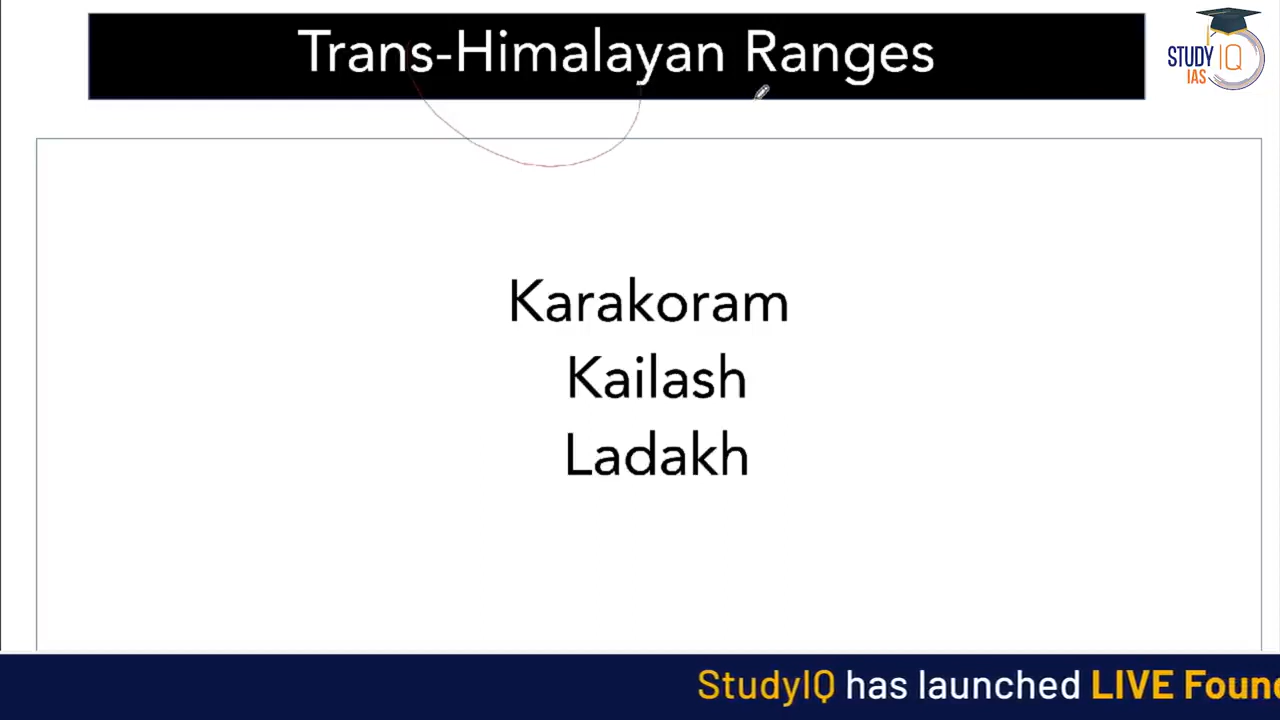 Trans-Himalayan Ranges
STUDY IQ
IAS
Karakoram
Kailash
Ladakh
StudyIQ has launched LIVE Foun